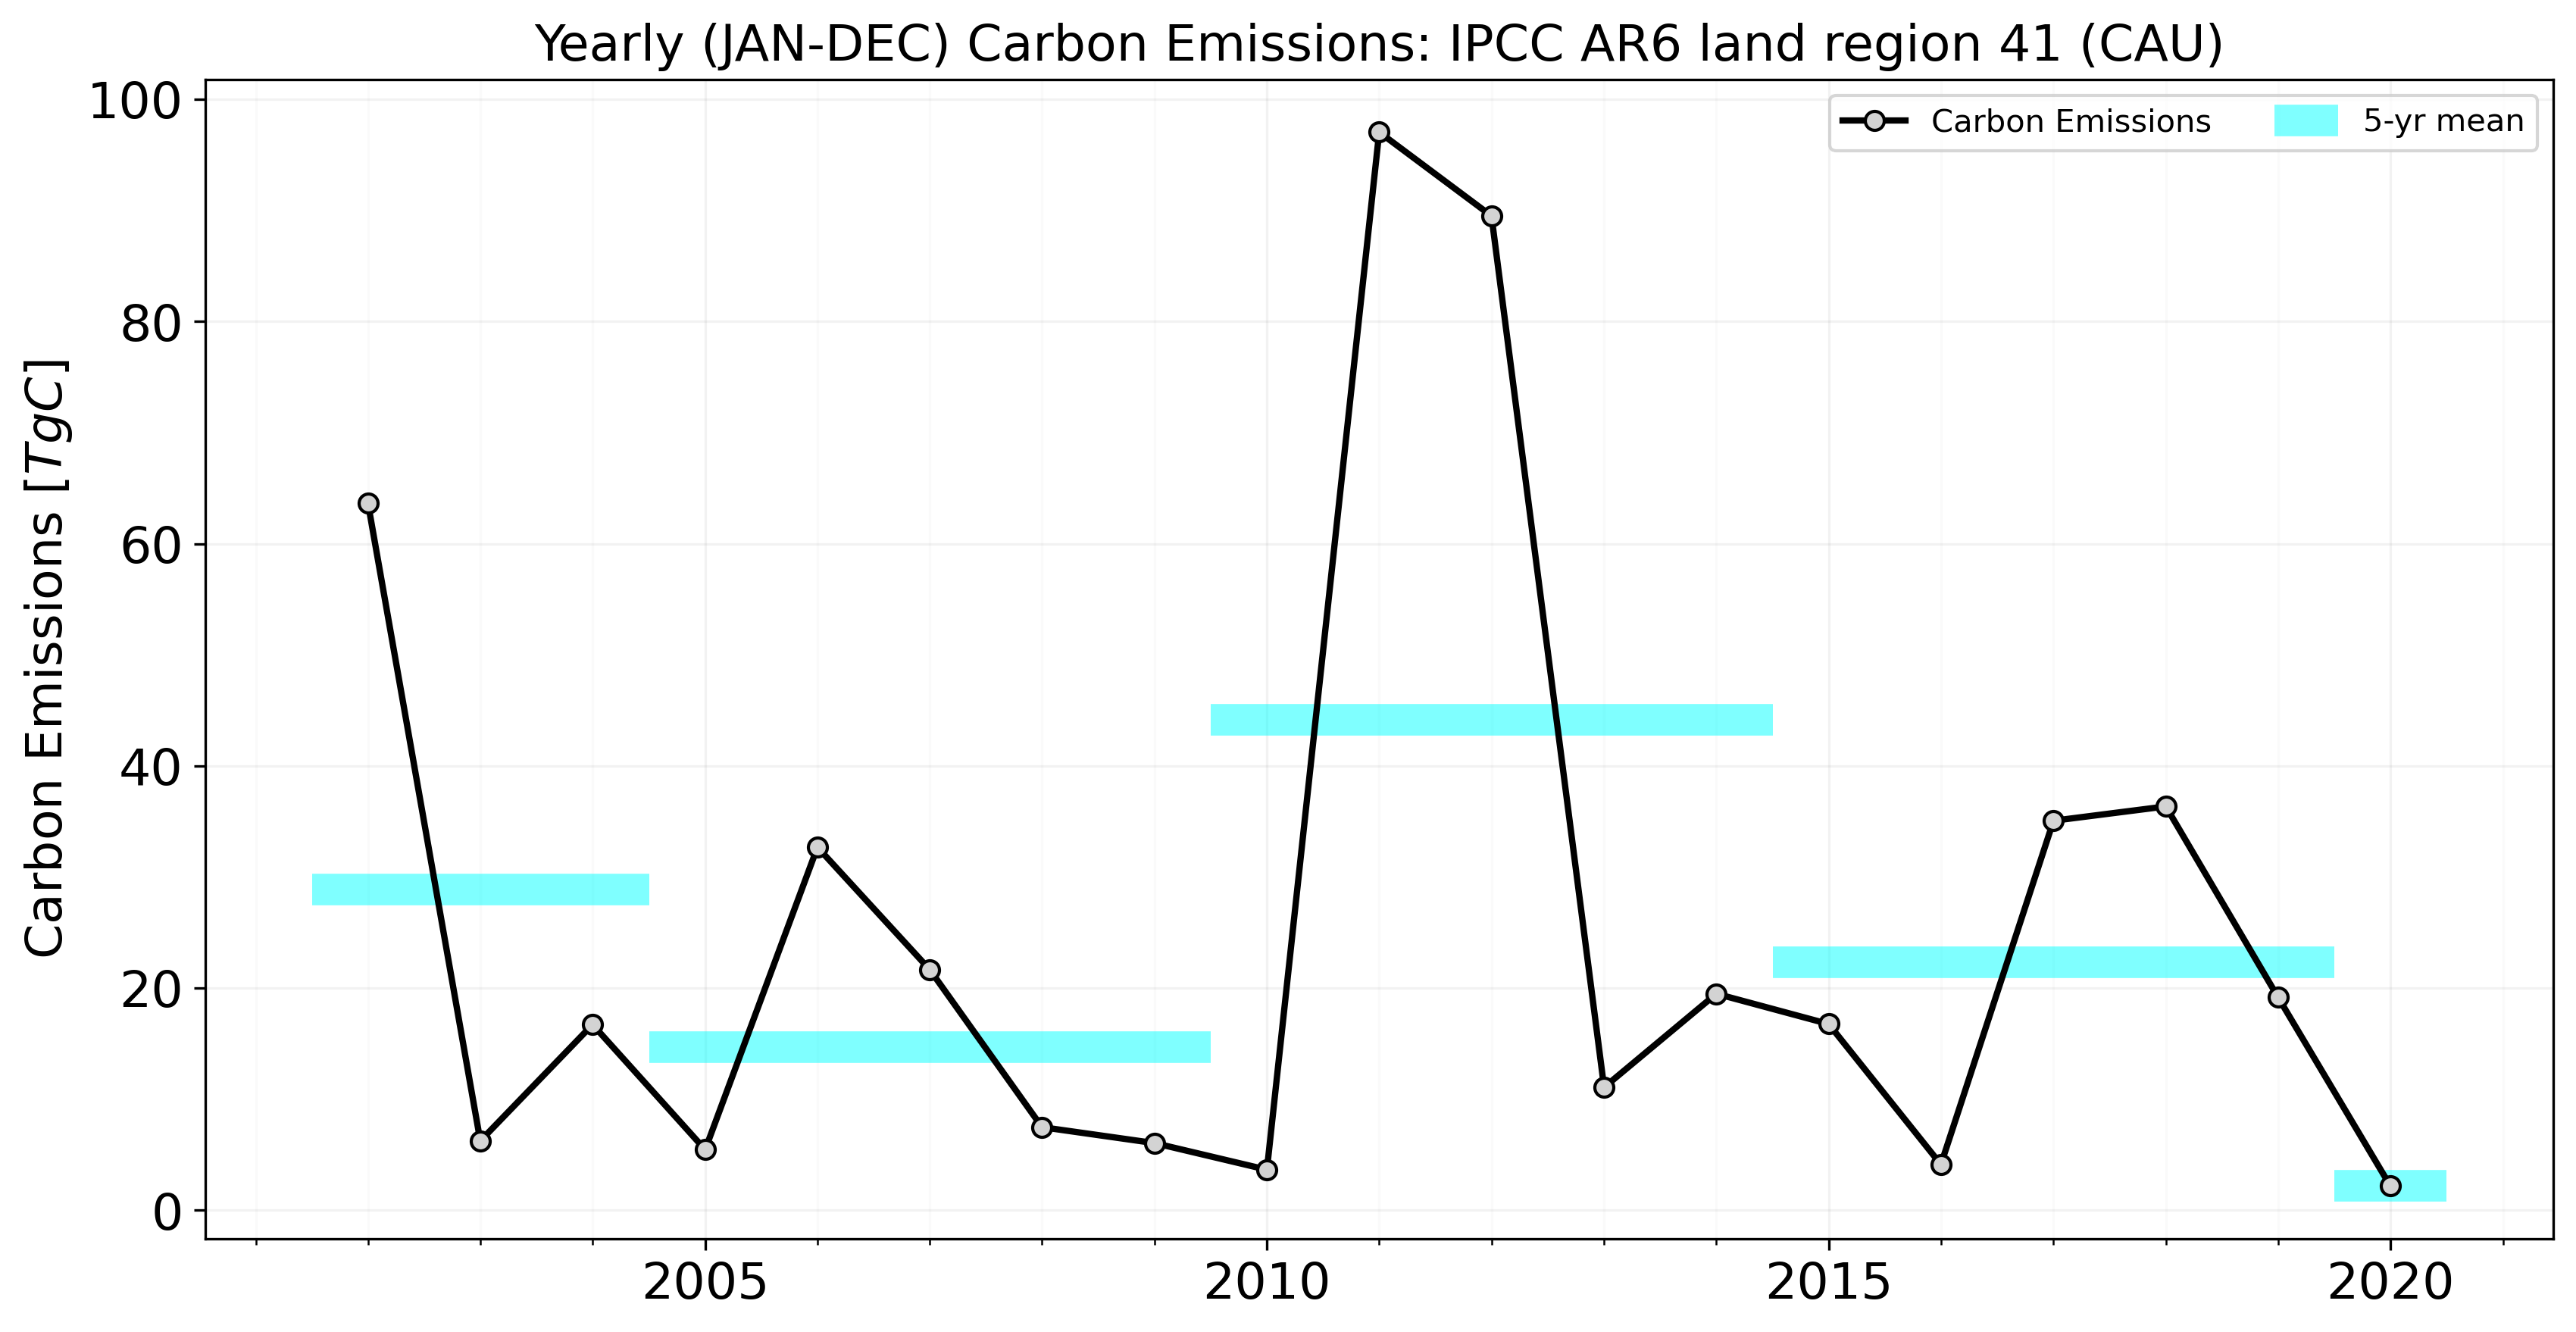 Yearly (JAN-DEC) Carbon Emissions: IPCC AR6 land region 41 (CAU)
Carbon Emissions 5-yr mean
Carbon Emissions [TgC]
100
80
60
40
20
0
2005 2010 2015 2020